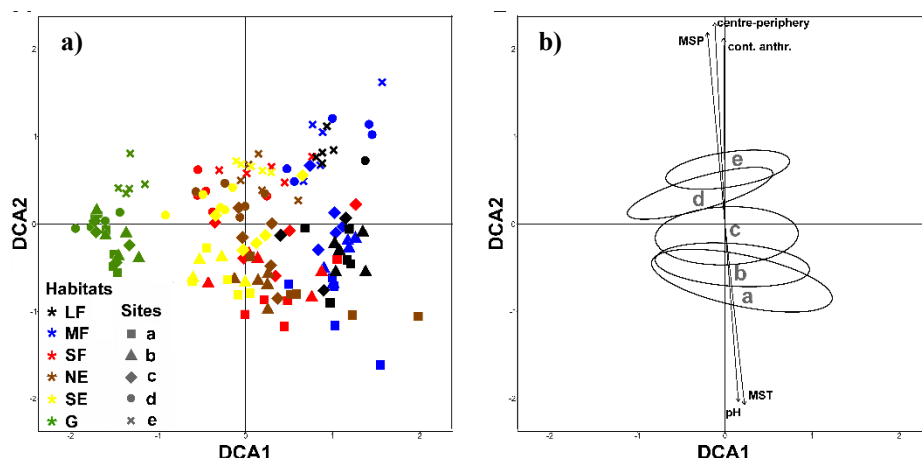 a)
2
1
0
-1
-2
DCA2
Habitats
LF
MF
SF
NE
SE
G
Sites
a
b
c
d
e
-2
-1
0
1
2
DCA1
b)
centre-periphery
MSP
cont. anthr.
2
1
0
-1
-2
DCA2
e
d
c
b
a
pH
MST
-2
-1
0
1
2
DCA1